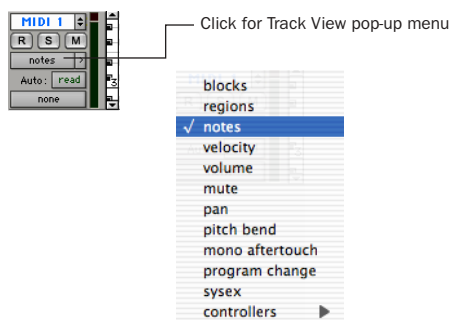 MIDI 1
Click for Track View pop-up menu
R S M
notes
Auto: read
3
none
blocks
regions
✓ notes
velocity
volume
mute
pan
pitch bend
mono aftertouch
program change
sysex
controllers